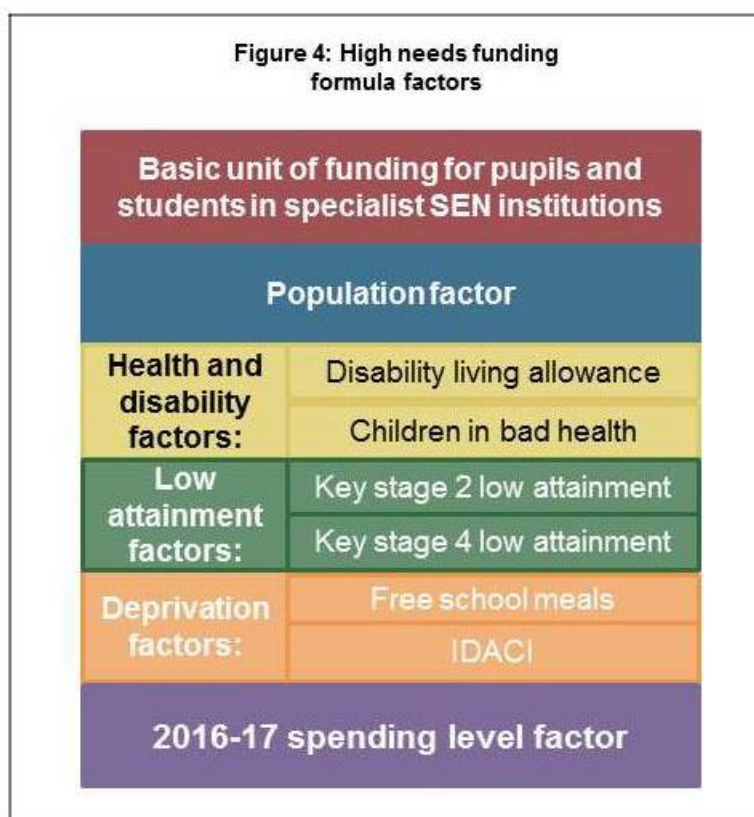 Figure 4: High needs funding
formula factors
Basic unit of funding for pupils and
students in specialist SEN institutions
Population factor
Health and
disability
factors:
Disability living allowance
Children in bad health
Low
attainment
factors:
Key stage 2 low attainment
Key stage 4 low attainment
Deprivation
factors:
Free school meals
IDACI
2016-17 spending level factor